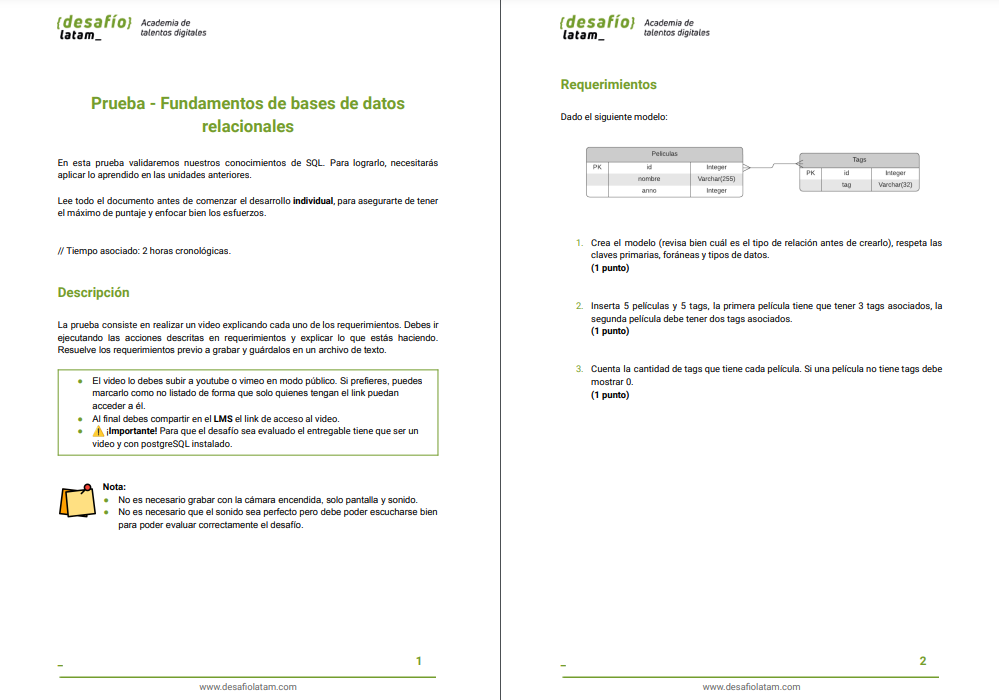 {desafío}
latam_
Academia de
talentos digitales
Prueba - Fundamentos de bases de datos
relacionales
En esta prueba validaremos nuestros conocimientos de SQL. Para lograrlo, necesitarás
aplicar lo aprendido en las unidades anteriores.
Lee todo el documento antes de comenzar el desarrollo individual, para asegurarte de tener
el máximo de puntaje y enfocar bien los esfuerzos.
// Tiempo asociado: 2 horas cronológicas.
Descripción
La prueba consiste en realizar un video explicando cada uno de los requerimientos. Debes ir
ejecutando las acciones descritas en requerimientos y explicar lo que estás haciendo.
Resuelve los requerimientos previo a grabar y guárdalos en un archivo de texto.
● El video lo debes subir a youtube o vimeo en modo público. Si prefieres, puedes
marcarlo como no listado de forma que solo quienes tengan el link puedan
acceder a él.
● Al final debes compartir en el LMS el link de acceso al video.
● ⚠️ ¡Importante! Para que el desafío sea evaluado el entregable tiene que ser un
video y con postgreSQL instalado.
Nota:
● No es necesario grabar con la cámara encendida, solo pantalla y sonido.
● No es necesario que el sonido sea perfecto pero debe poder escucharse bien
para poder evaluar correctamente el desafío.
_ 1
www.desafiolatam.com
{desafío}
latam_
Academia de
talentos digitales
Requerimientos
Dado el siguiente modelo:
Peliculas
PK id Integer
nombre Varchar(255)
anno Integer
Tags
PK id Integer
tag Varchar(32)
1. Crea el modelo (revisa bien cuál es el tipo de relación antes de crearlo), respeta las
claves primarias, foráneas y tipos de datos.
(1 punto)
2. Inserta 5 películas y 5 tags, la primera película tiene que tener 3 tags asociados, la
segunda película debe tener dos tags asociados.
(1 punto)
3. Cuenta la cantidad de tags que tiene cada película. Si una película no tiene tags debe
mostrar 0.
(1 punto)
_ 2
www.desafiolatam.com